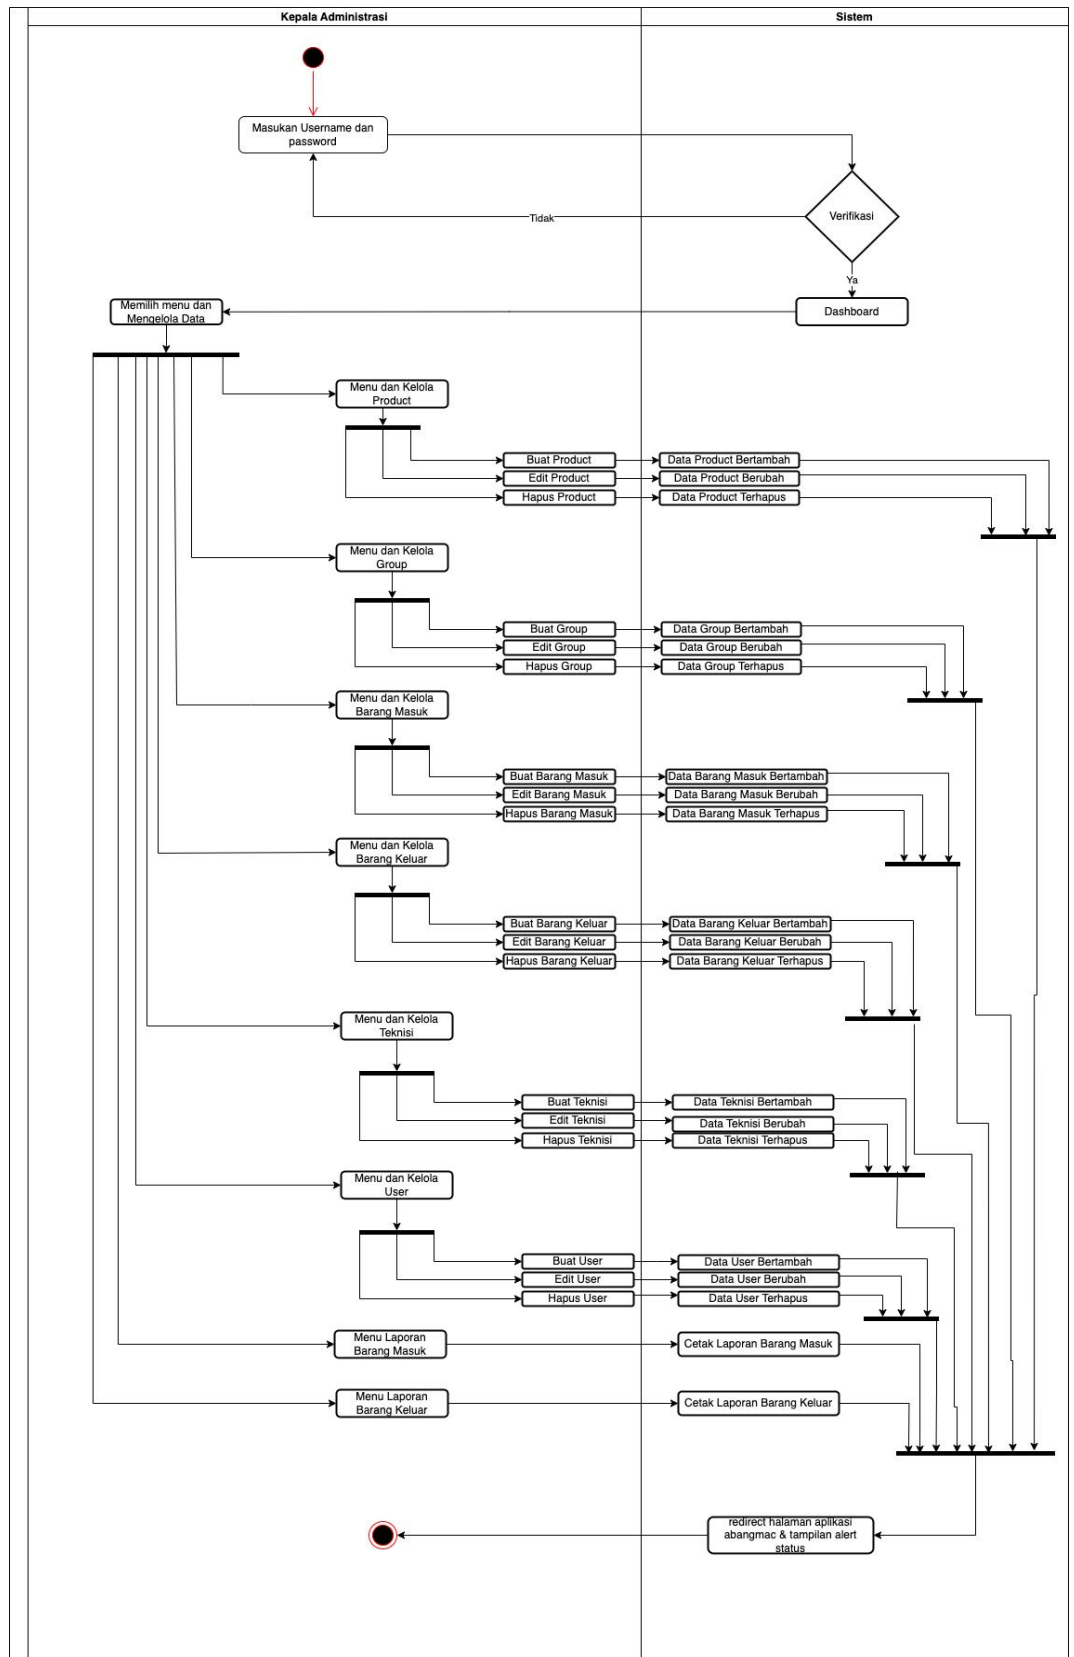 Kepala Administrasi
Sistem
Masukan Username dan
password
Verifikasi
Tidak
Ya
Memilih menu dan
Mengelola Data
Dashboard
Menu dan Kelola
Product
Buat Product
Data Product Bertambah
Edit Product
Data Product Berubah
Hapus Product
Data Product Terhapus
Menu dan Kelola
Group
Buat Group
Data Group Bertambah
Edit Group
Data Group Berubah
Hapus Group
Data Group Terhapus
Menu dan Kelola
Barang Masuk
Buat Barang Masuk
Data Barang Masuk Bertambah
Edit Barang Masuk
Data Barang Masuk Berubah
Hapus Barang Masuk
Data Barang Masuk Terhapus
Menu dan Kelola
Barang Keluar
Buat Barang Keluar
Data Barang Keluar Bertambah
Edit Barang Keluar
Data Barang Keluar Berubah
Hapus Barang Keluar
Data Barang Keluar Terhapus
Menu dan Kelola
Teknisi
Buat Teknisi
Data Teknisi Bertambah
Edit Teknisi
Data Teknisi Berubah
Hapus Teknisi
Data Teknisi Terhapus
Menu dan Kelola
User
Buat User
Data User Bertambah
Edit User
Data User Berubah
Hapus User
Data User Terhapus
Menu Laporan
Barang Masuk
Cetak Laporan Barang Masuk
Menu Laporan
Barang Keluar
Cetak Laporan Barang Keluar
redirect halaman aplikasi
abangmac & tampilan alert
status